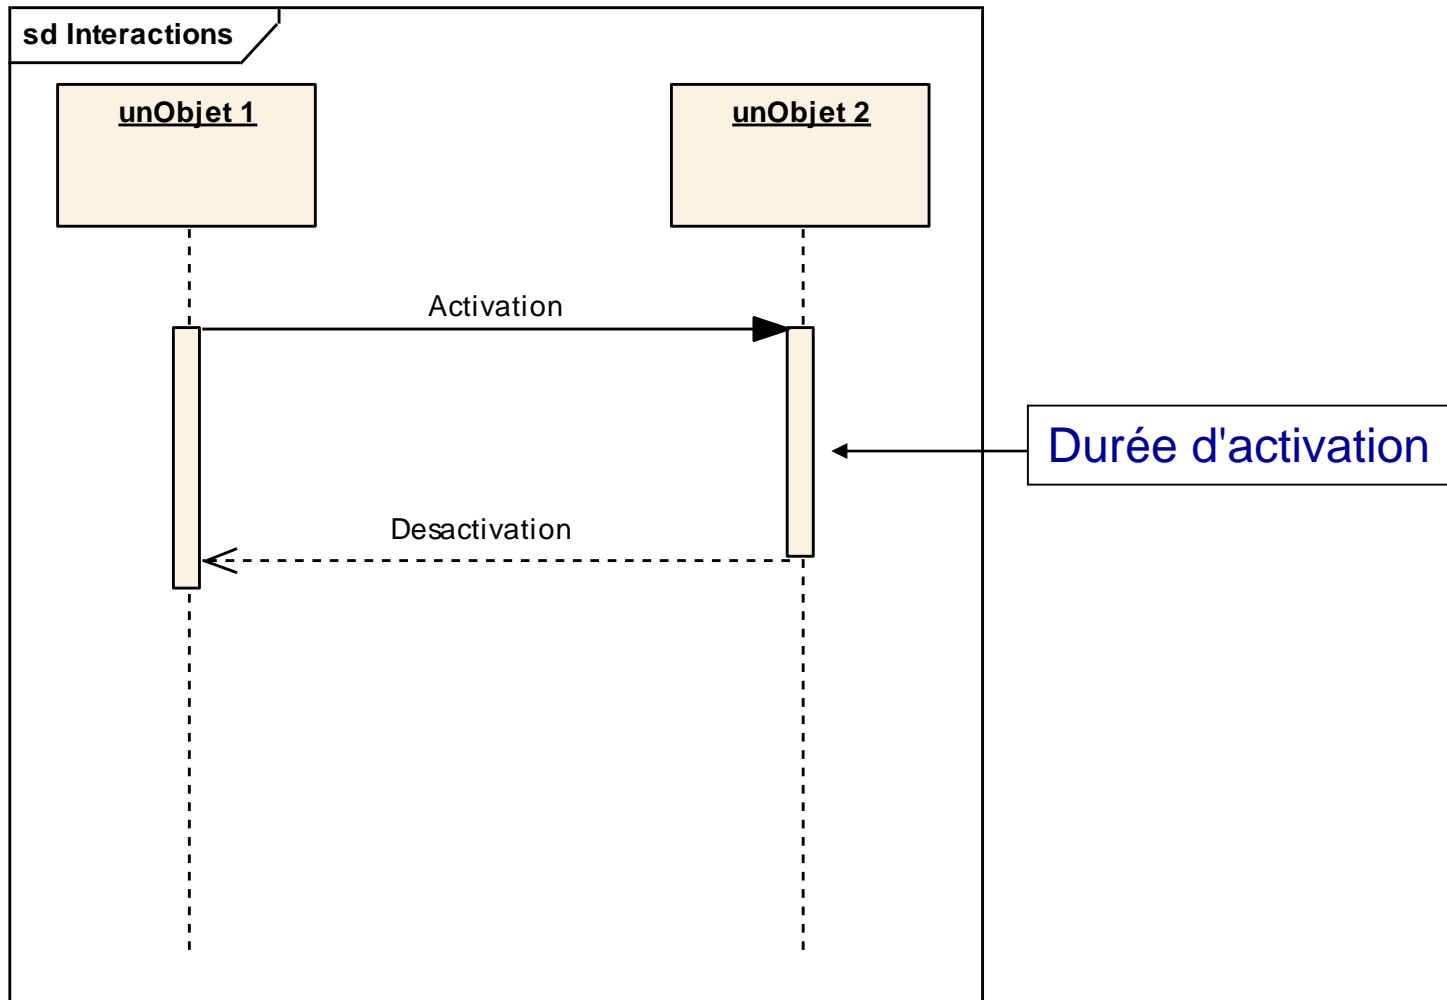 sd Interactions
unObjet 1
unObjet 2
Activation
Durée d'activation
Desactivation